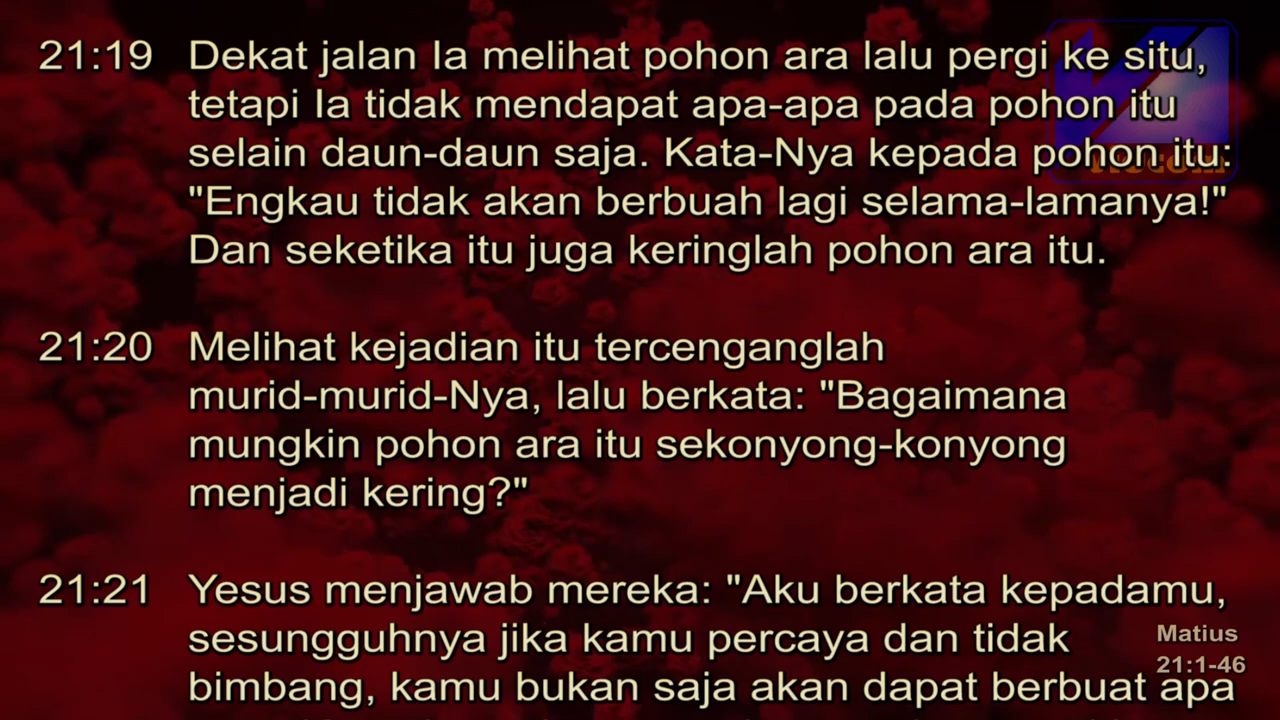 21:19 Dekat jalan Ia melihat pohon ara lalu pergi ke situ,
tetapi Ia tidak mendapat apa-apa pada pohon itu
selain daun-daun saja. Kata-Nya kepada pohon itu:
"Engkau tidak akan berbuah lagi selama-lamanya!"
Dan seketika itu juga keringlah pohon ara itu.
21:20 Melihat kejadian itu tercenganglah
murid-murid-Nya, lalu berkata: "Bagaimana
mungkin pohon ara itu sekonyong-konyong
menjadi kering?"
21:21 Yesus menjawab mereka: "Aku berkata kepadamu,
sesungguhnya jika kamu percaya dan tidak
bimbang, kamu bukan saja akan dapat berbuat apa
Matius
21:1-46